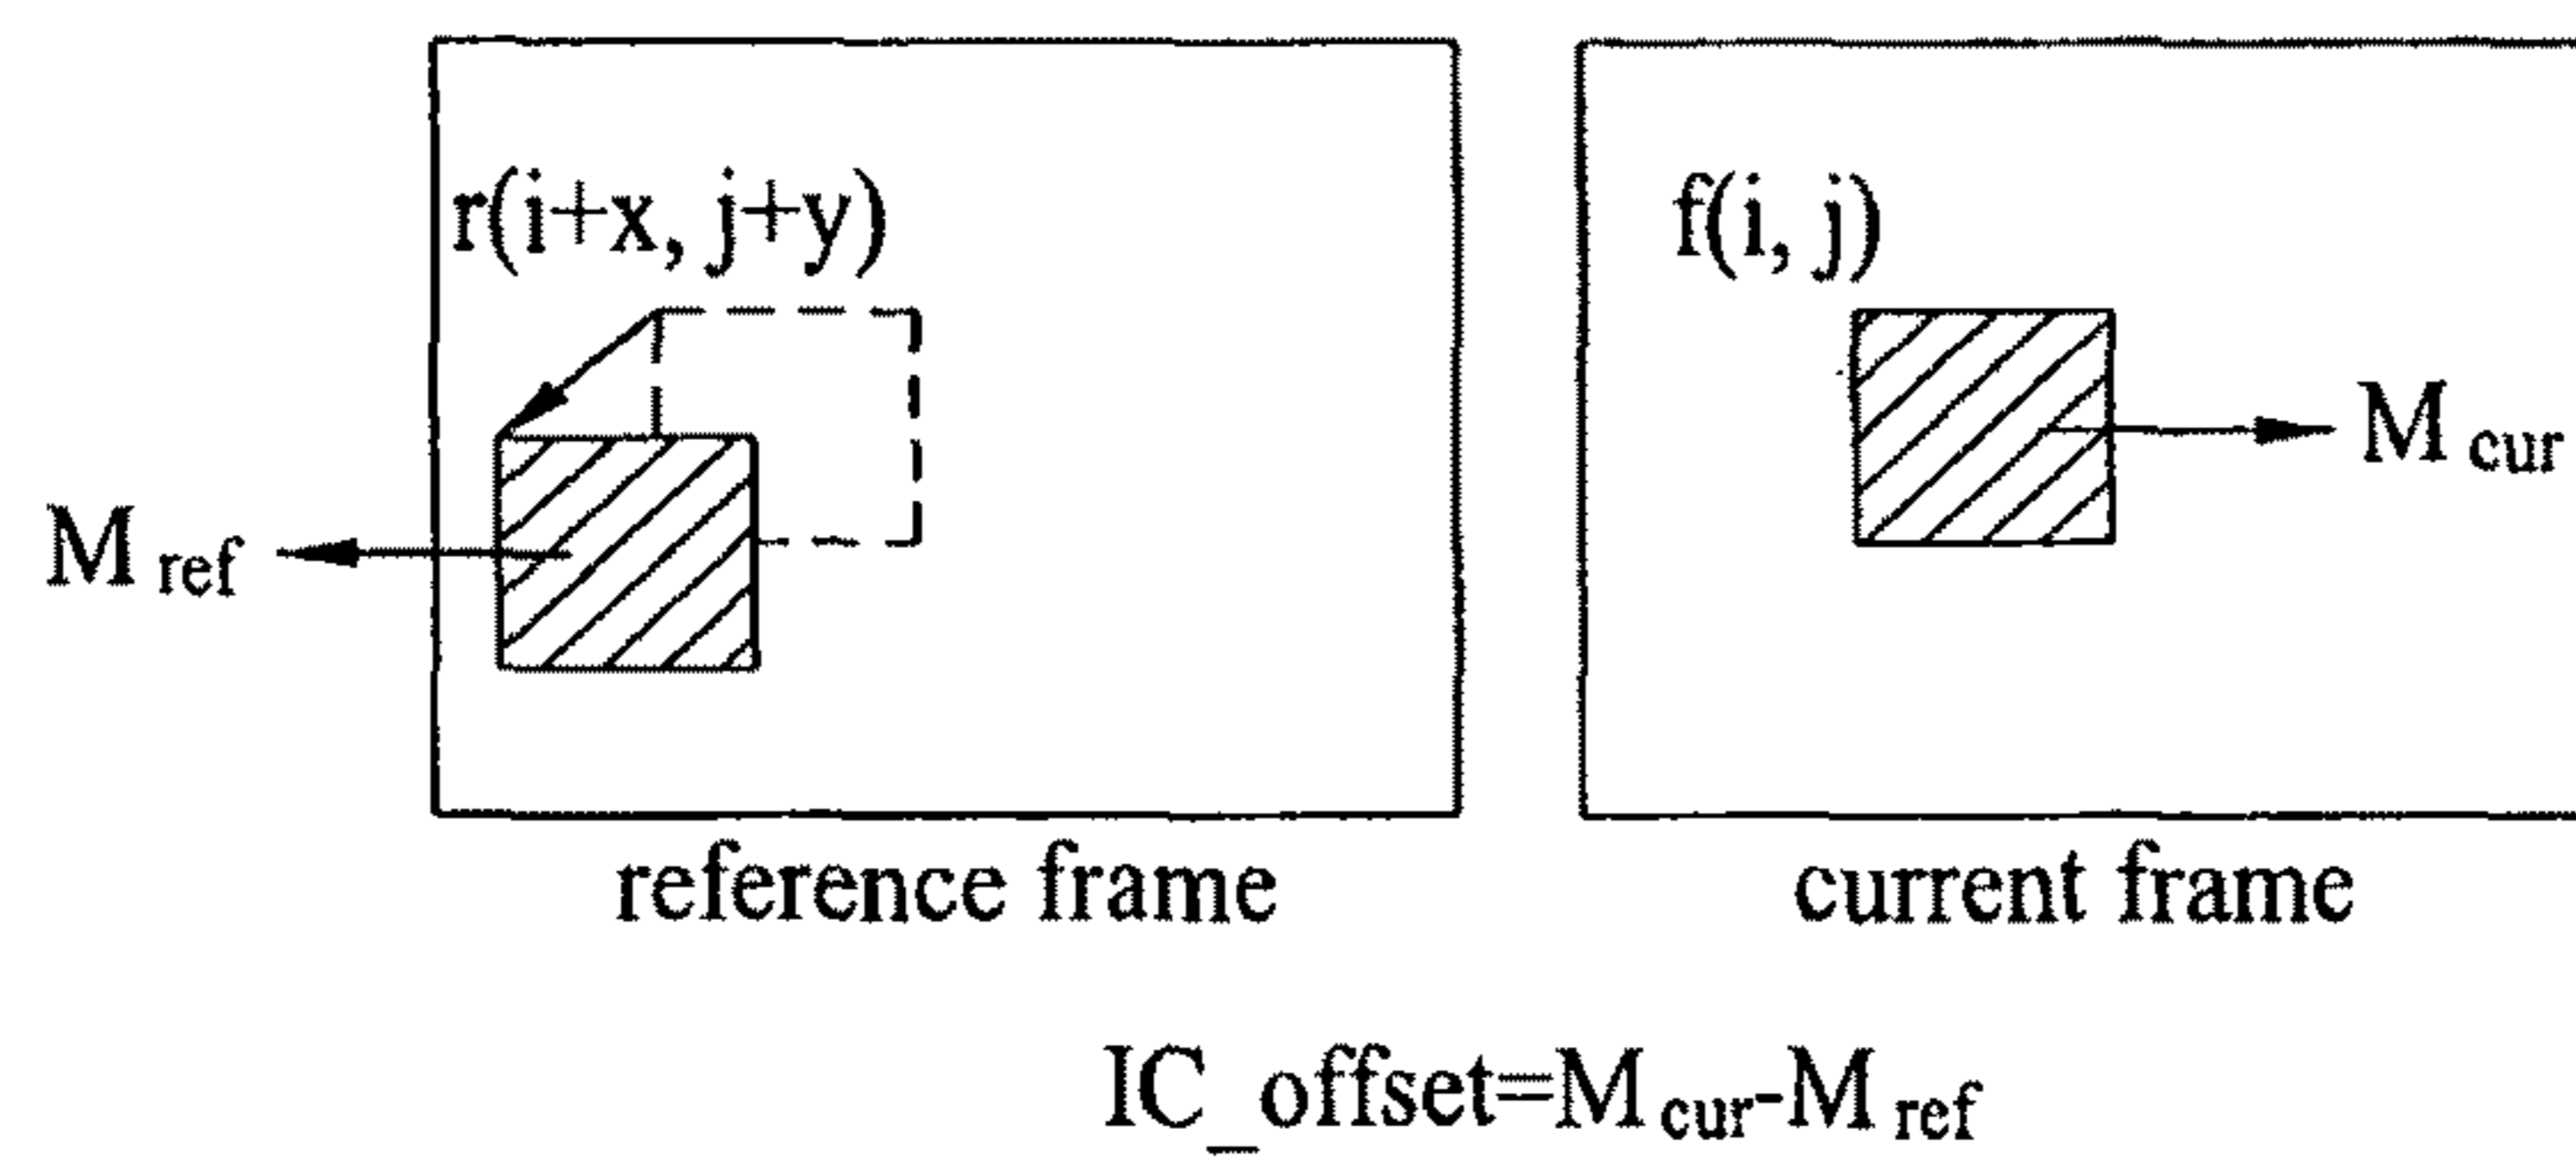 r(i+x, j+y)
f(i, j)
M cur
M ref
reference frame
current frame
IC_offset=M cur-M ref